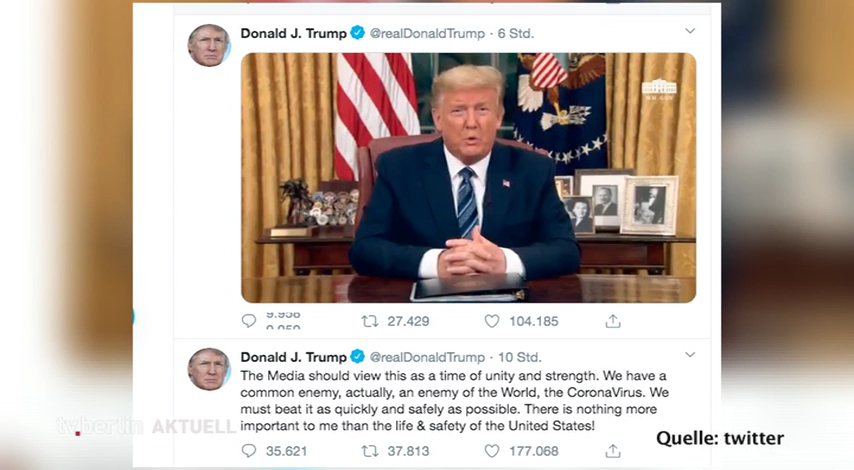 Donald J. Trump @realDonaldTrump · 6 Std.
27.429 104.185
Donald J. Trump @realDonaldTrump · 10 Std.
The Media should view this as a time of unity and strength. We have a
common enemy, actually, an enemy of the World, the CoronaVirus. We
must beat it as quickly and safely as possible. There is nothing more
important to me than the life & safety of the United States!
tv.berlin AKTUELL
Quelle: twitter
35.621 37.813 177.068